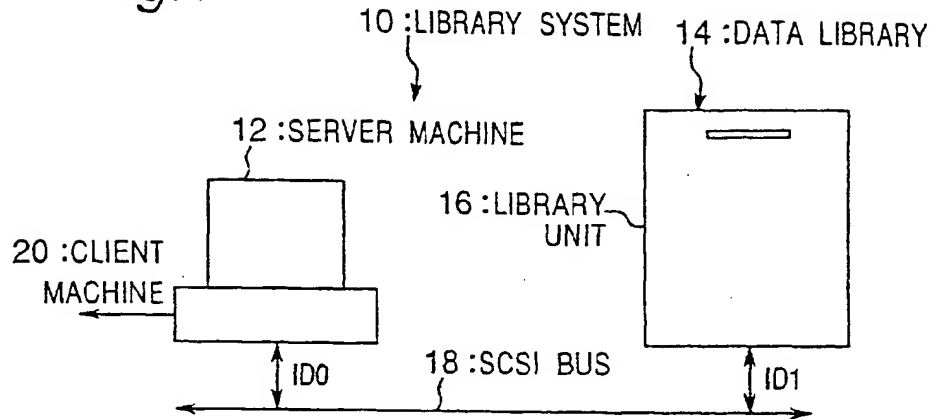 10 :LIBRARY SYSTEM
14 :DATA LIBRARY
12 :SERVER MACHINE
16 :LIBRARY
UNIT
20 :CLIENT
MACHINE
ID0
18 :SCSI BUS
ID1